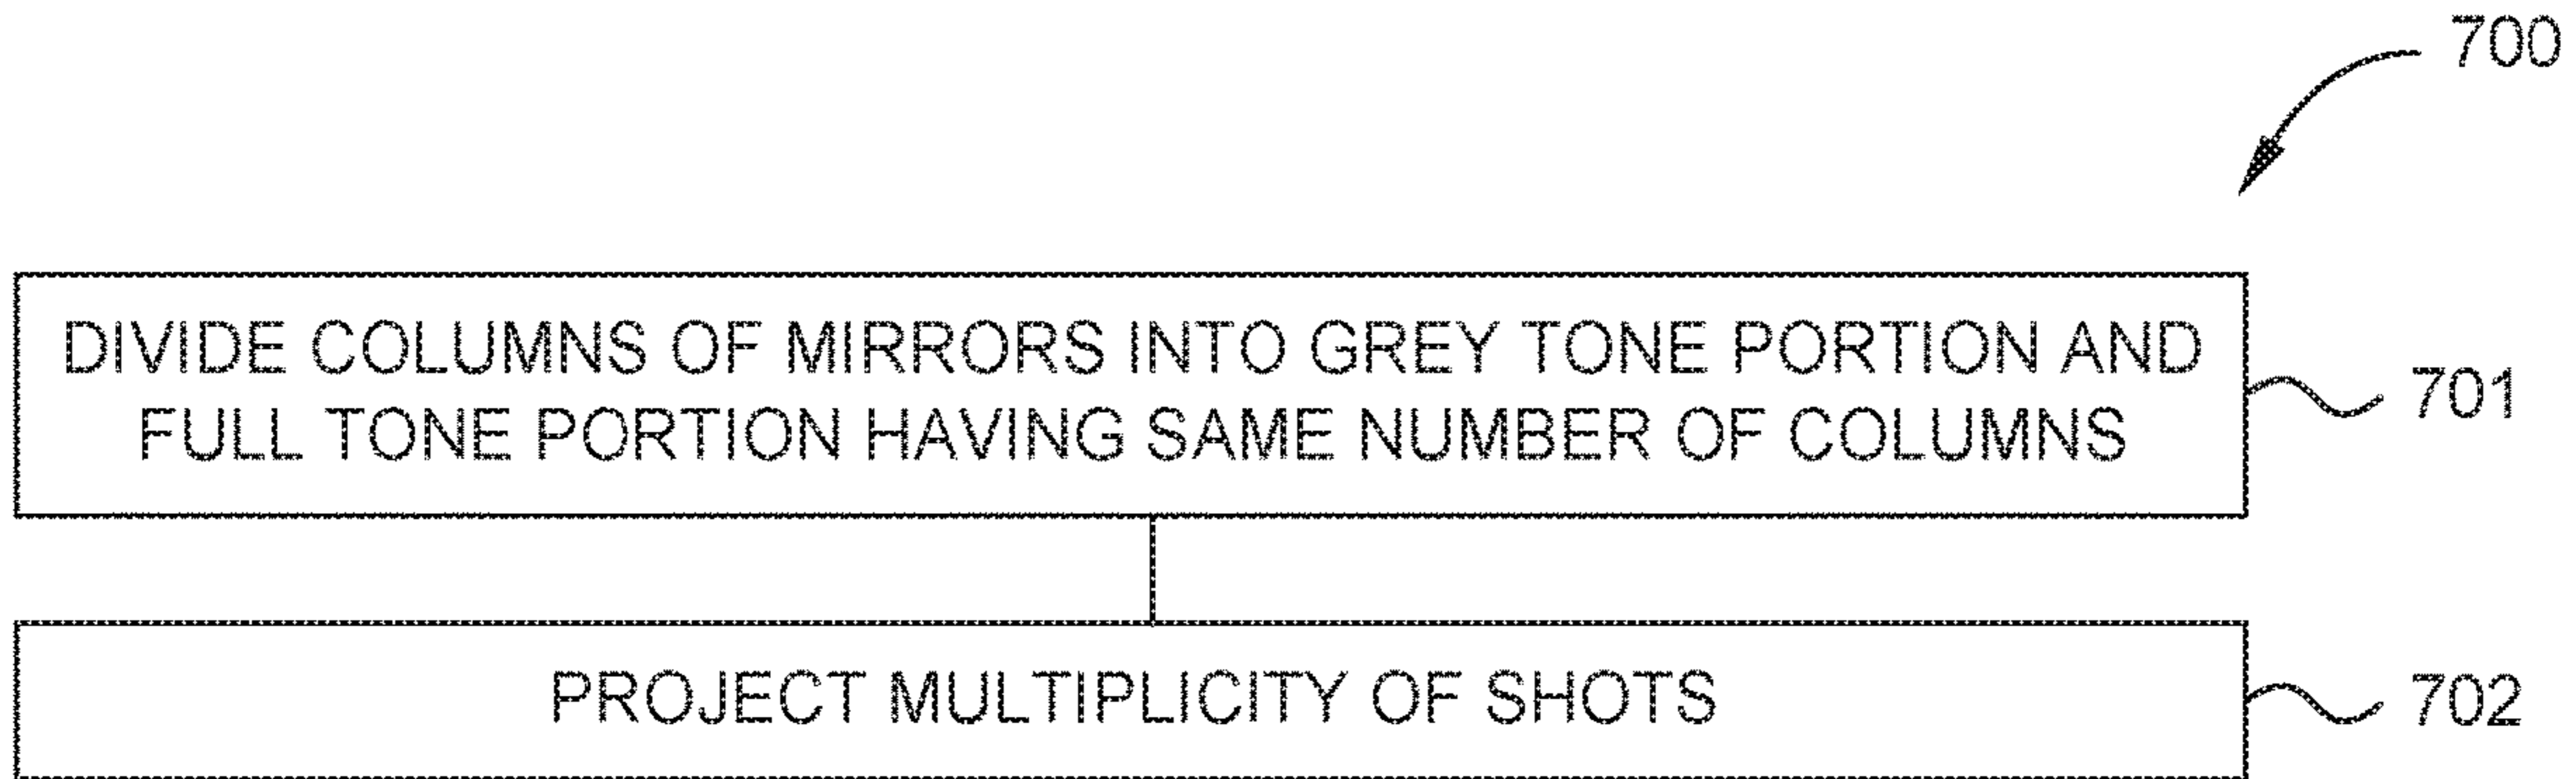 700
DIVIDE COLUMNS OF MIRRORS INTO GREY TONE PORTION AND
FULL TONE PORTION HAVING SAME NUMBER OF COLUMNS
701
PROJECT MULTIPLICITY OF SHOTS
702